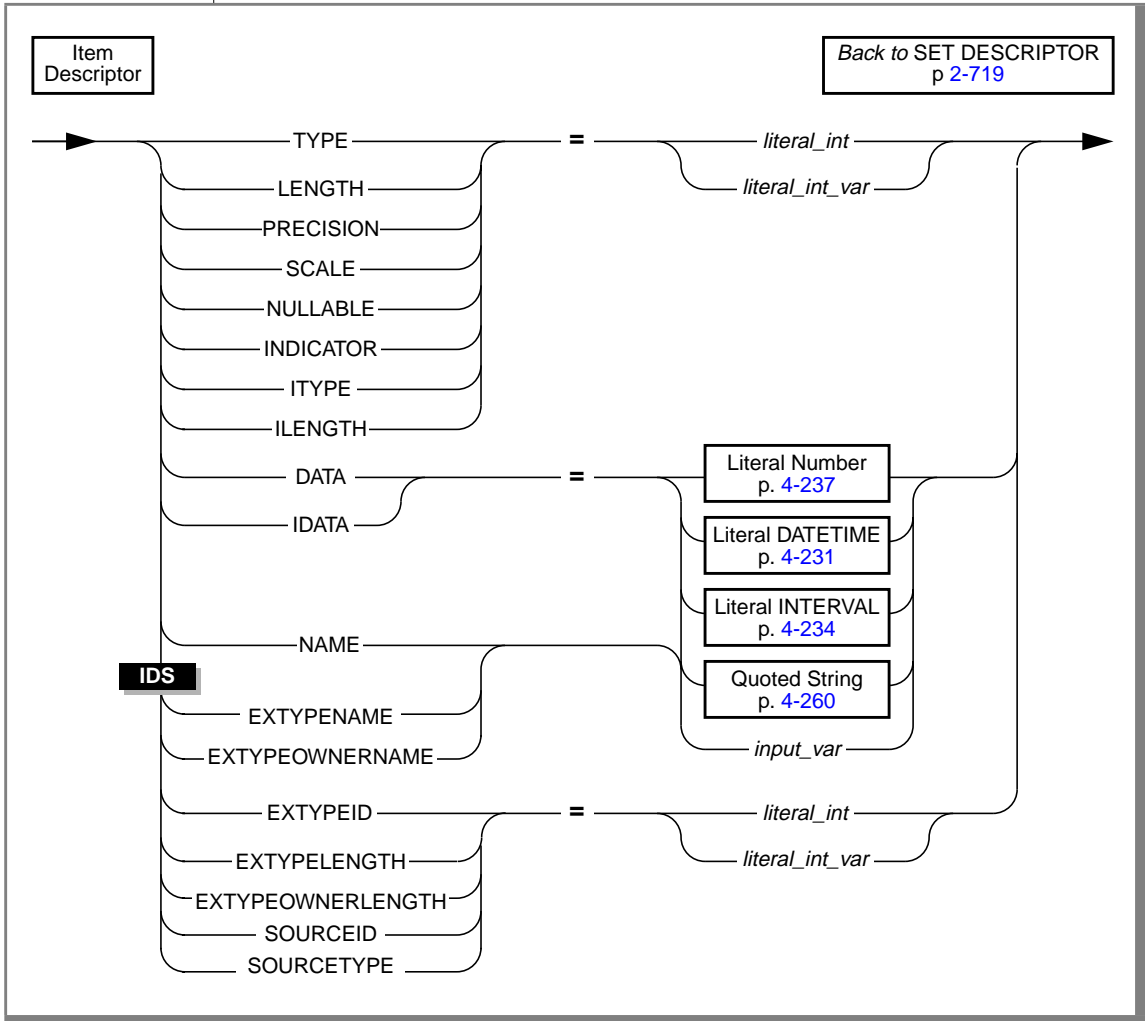 Item
Descriptor
Back to SET DESCRIPTOR
p 2-719
TYPE = literal_int
LENGTH literal_int_var
PRECISION
SCALE
NULLABLE
INDICATOR
ITYPE
ILENGTH
DATA = Literal Number
p. 4-237
IDATA
Literal DATETIME
p. 4-231
Literal INTERVAL
p. 4-234
NAME
IDS
Quoted String
p. 4-260
EXTYPENAME
EXTYPEOWNERNAME input_var
EXTYPEID = literal_int
EXTYPELENGTH literal_int_var
EXTYPEOWNERLENGTH
SOURCEID
SOURCETYPE